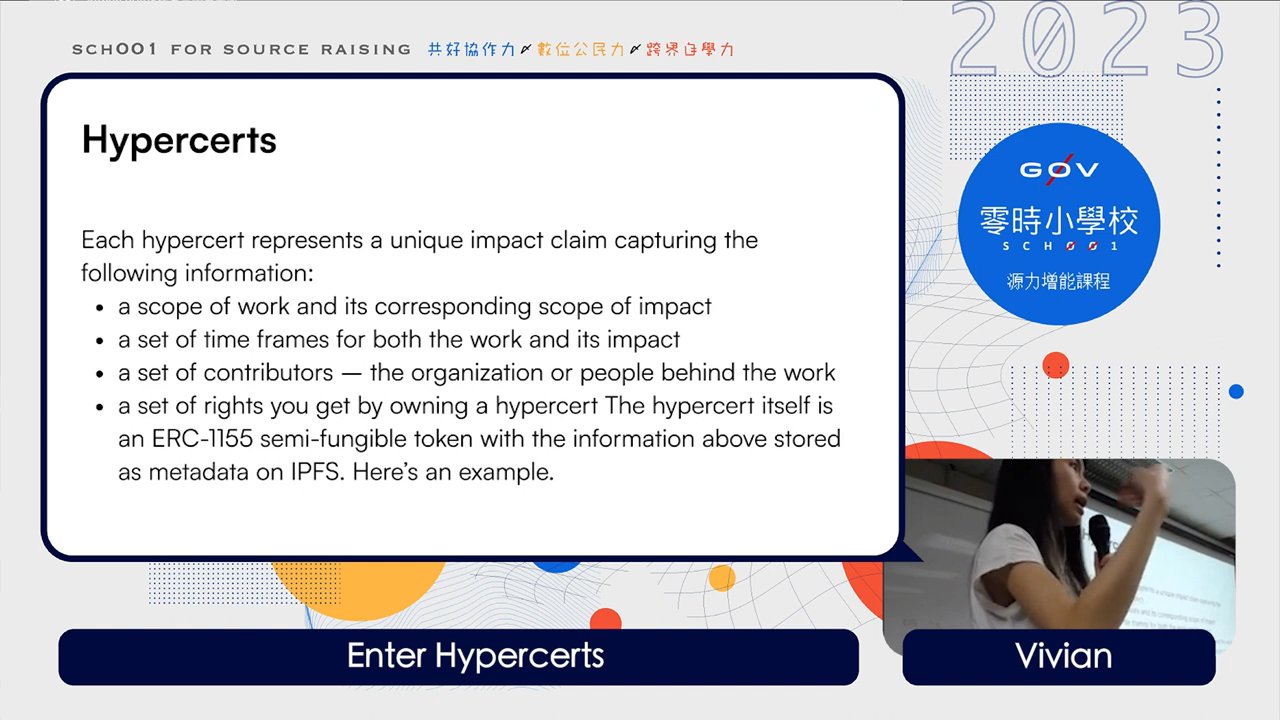 2023
SCH001 FOR SOURCE RAISING 共好協作力 數位公民力 跨界自學力
Hypercerts
Each hypercert represents a unique impact claim capturing the
following information:
• a scope of work and its corresponding scope of impact
• a set of time frames for both the work and its impact
• a set of contributors — the organization or people behind the work
• a set of rights you get by owning a hypercert The hypercert itself is
an ERC-1155 semi-fungible token with the information above stored
as metadata on IPFS. Here's an example.
G0V
零時小學校
SCH001
源力增能課程
Enter Hypercerts
Vivian